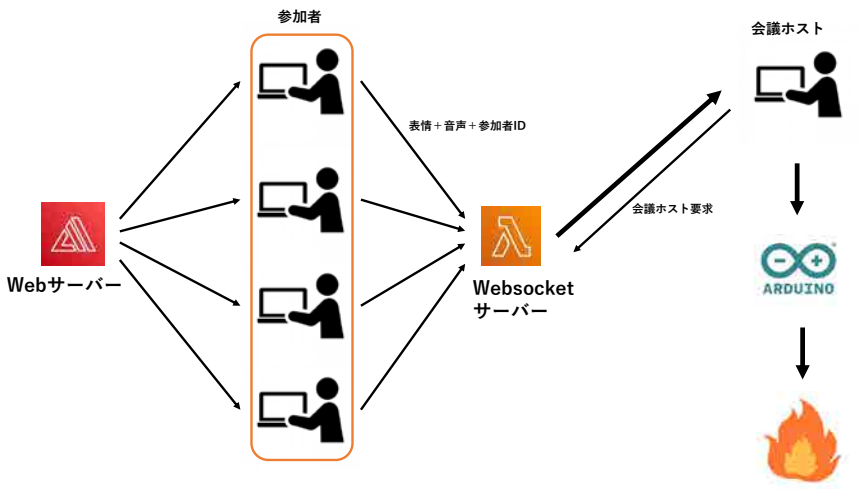 参加者
会議ホスト
表情＋音声＋参加者ID
会議ホスト要求
Webサーバー
Websocket
サーバー
ARDUINO